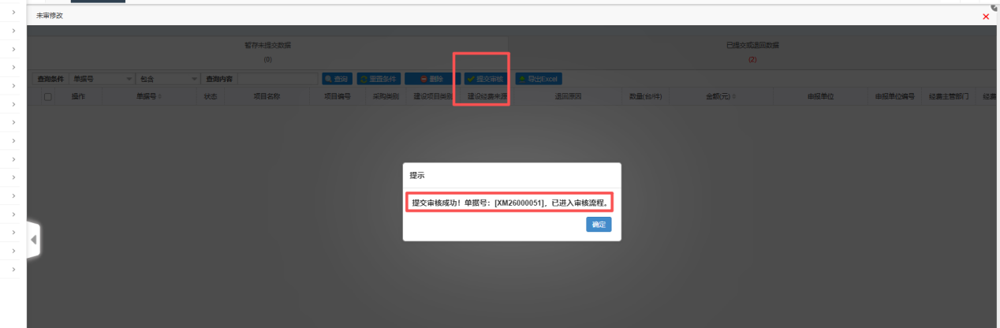 未审修改
暂存未提交数据
(0)
已提交或退回数据
(2)
查询条件 单据号 包含 查询内容 查询 重置条件 删除 提交审核 导出Excel
操作 单据号 状态 项目名称 项目编号 采购类别 建设项目类别 建设经费来源 退回原因 数量(台/件) 金额(元) 申报单位 申报单位编号 经费主管部门 经费
提示
提交审核成功！单据号：[XM26000051]，已进入审核流程。
确定